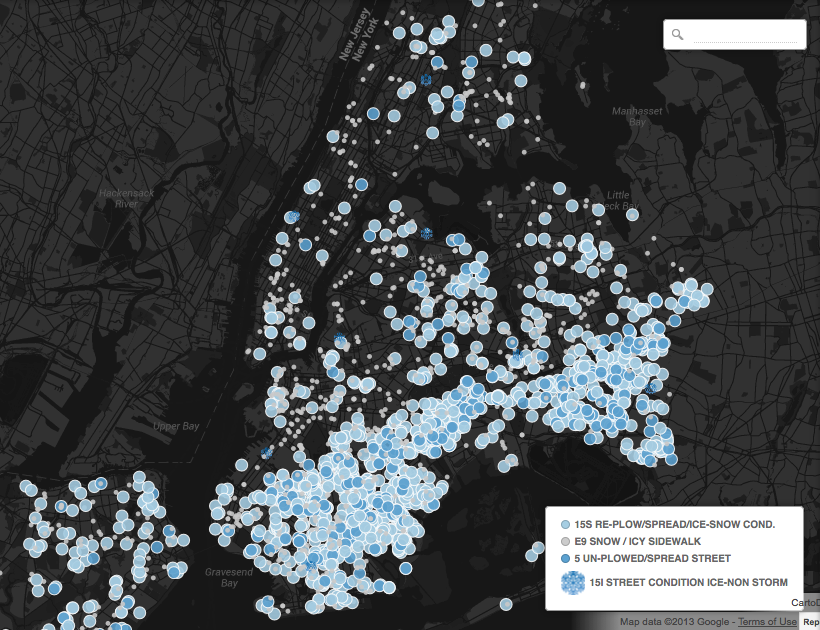 New Jersey
New York
Manhasset
Bay
Hackensack
River
Little
eck Bay
Upper Bay
Gravesend
Bay
15S RE-PLOW/SPREAD/ICE-SNOW COND.
E9 SNOW / ICY SIDEWALK
5 UN-PLOWED/SPREAD STREET
15I STREET CONDITION ICE-NON STORM
CartoD
Map data ©2013 Google - Terms of Use
Rep